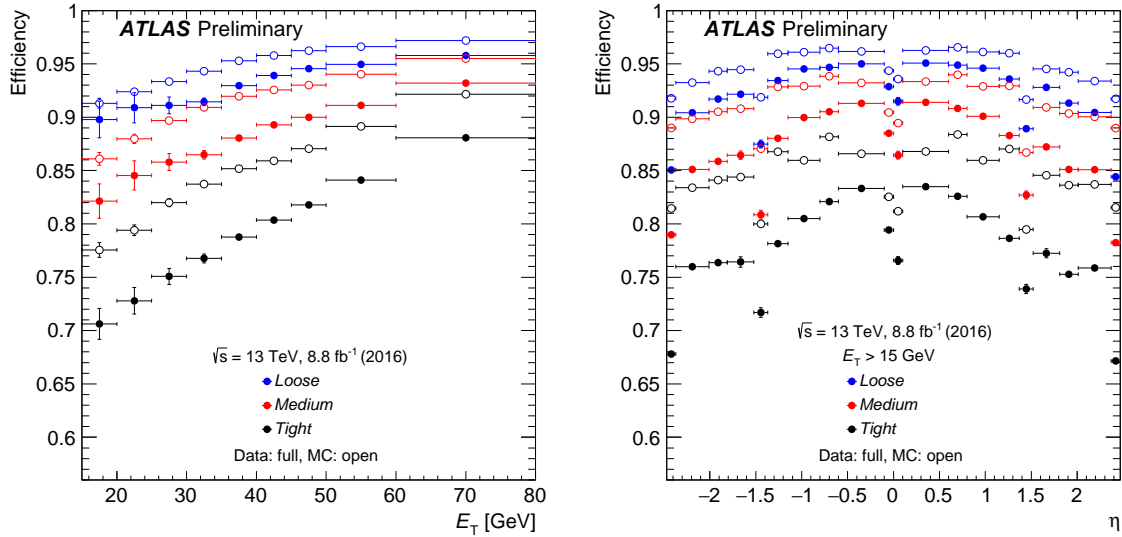 ATLAS Preliminary
Efficiency
1
0.95
0.9
0.85
0.8
0.75
0.7
0.65
0.6
√s = 13 TeV, 8.8 fb⁻¹ (2016)
Loose
Medium
Tight
Data: full, MC: open
20 30 40 50 60 70 80
E_T [GeV]
ATLAS Preliminary
Efficiency
1
0.95
0.9
0.85
0.8
0.75
0.7
0.65
0.6
√s = 13 TeV, 8.8 fb⁻¹ (2016)
E_T > 15 GeV
Loose
Medium
Tight
Data: full, MC: open
−2 −1.5 −1 −0.5 0 0.5 1 1.5 2
η